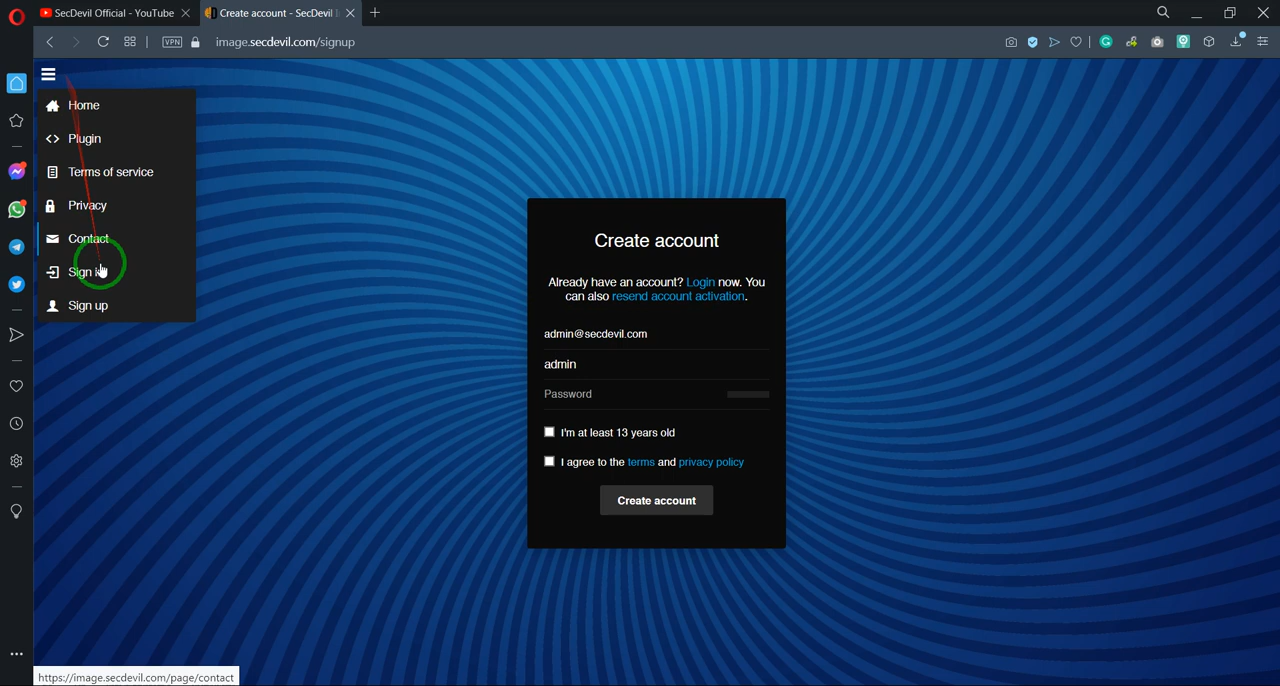 SecDevil Official - YouTube
Create account - SecDevil
VPN
image.secdevil.com/signup
Home
Plugin
Terms of service
Privacy
Contact
Sign in
Sign up
Create account
Already have an account? Login now. You
can also resend account activation.
admin@secdevil.com
admin
Password
I'm at least 13 years old
I agree to the terms and privacy policy
Create account
https://image.secdevil.com/page/contact